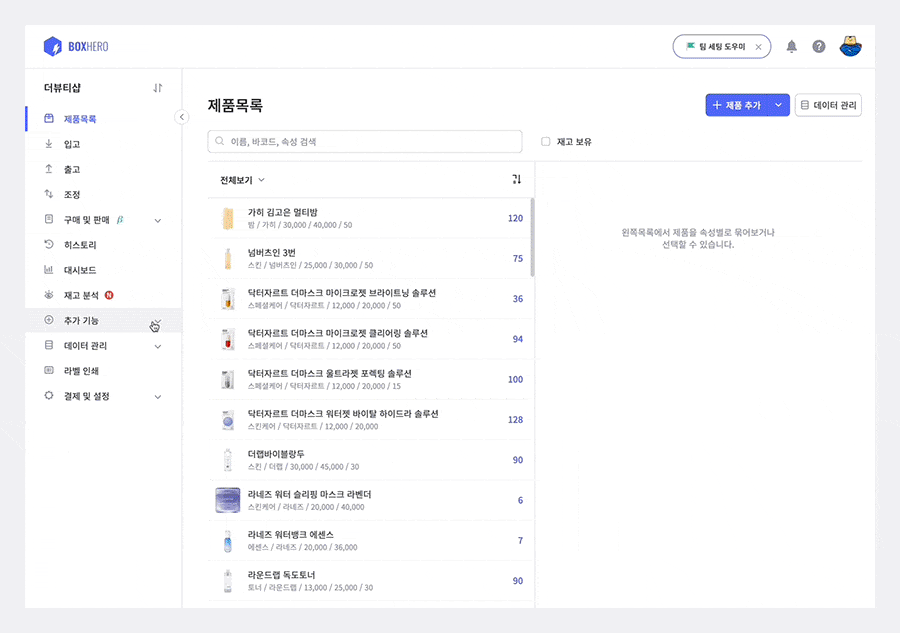 BOXHERO
팀 세팅 도우미
더뷰티샵
제품목록
입고
출고
조정
구매 및 판매 β
히스토리
대시보드
재고 분석 N
추가 기능
데이터 관리
라벨 인쇄
결제 및 설정
제품목록
제품 추가
데이터 관리
이름, 바코드, 속성 검색
재고 보유
전체보기
가히 김고은 멀티밤
120
밤 / 가히 / 30,000 / 40,000 / 50
넘버츠인 3번
75
스킨 / 넘버츠인 / 25,000 / 30,000 / 50
닥터자르트 더마스크 마이크로젯 브라이트닝 솔루션
36
스페셜케어 / 닥터자르트 / 12,000 / 20,000 / 50
닥터자르트 더마스크 마이크로젯 클리어링 솔루션
94
스페셜케어 / 닥터자르트 / 12,000 / 20,000 / 50
닥터자르트 더마스크 울트라젯 포렉팅 솔루션
100
스페셜케어 / 닥터자르트 / 12,000 / 20,000 / 15
닥터자르트 더마스크 워터젯 바이탈 하이드라 솔루션
128
스킨케어 / 닥터자르트 / 12,000 / 20,000
더랩바이블랑두
90
스킨 / 더랩 / 30,000 / 45,000 / 30
라네즈 워터 슬리핑 마스크 라벤더
6
스킨케어 / 라네즈 / 20,000 / 40,000
라네즈 워터뱅크 에센스
7
에센스 / 라네즈 / 20,000 / 36,000
라운드랩 독도토너
90
토너 / 라운드랩 / 13,000 / 25,000 / 30
왼쪽목록에서 제품을 속성별로 묶어보거나
선택할 수 있습니다.